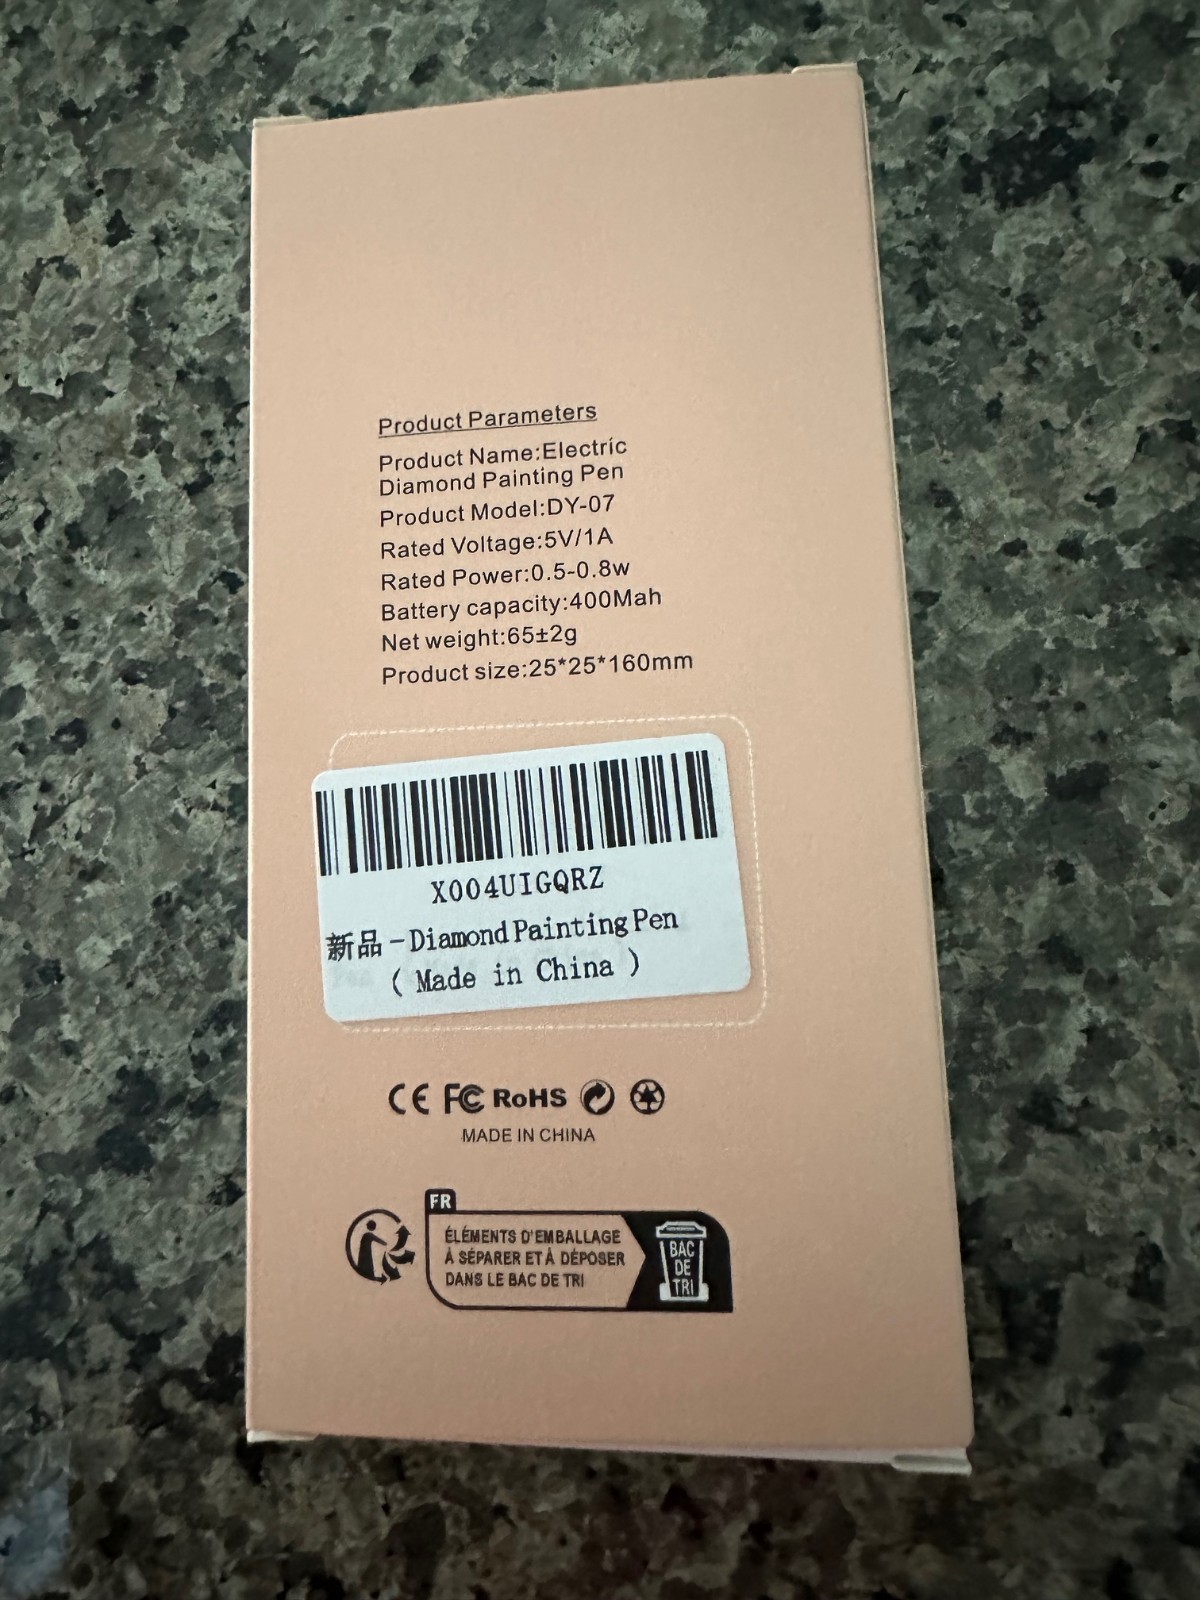 Product Parameters
Product Name:Electric
Diamond Painting Pen
Product Model:DY-07
Rated Voltage:5V/1A
Rated Power:0.5-0.8w
Battery capacity:400Mah
Net weight:65±2g
Product size:25*25*160mm
X004UIGQRZ
新品-Diamond Painting Pen
( Made in China )
CE FC RoHS
MADE IN CHINA
FR
ÉLÉMENTS D'EMBALLAGE
À SÉPARER ET À DÉPOSER
DANS LE BAC DE TRI
BAC
DE
TRI